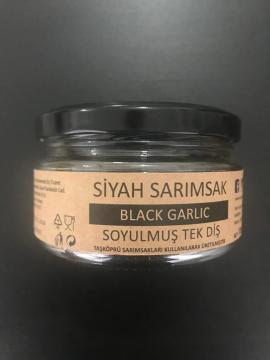 SİYAH SARIMSAK
BLACK GARLIC
SOYULMUŞ TEK DİŞ
TAŞKÖPRÜ SARIMSAKLARI KULLANILARAK ÜRETİLMİŞTİR